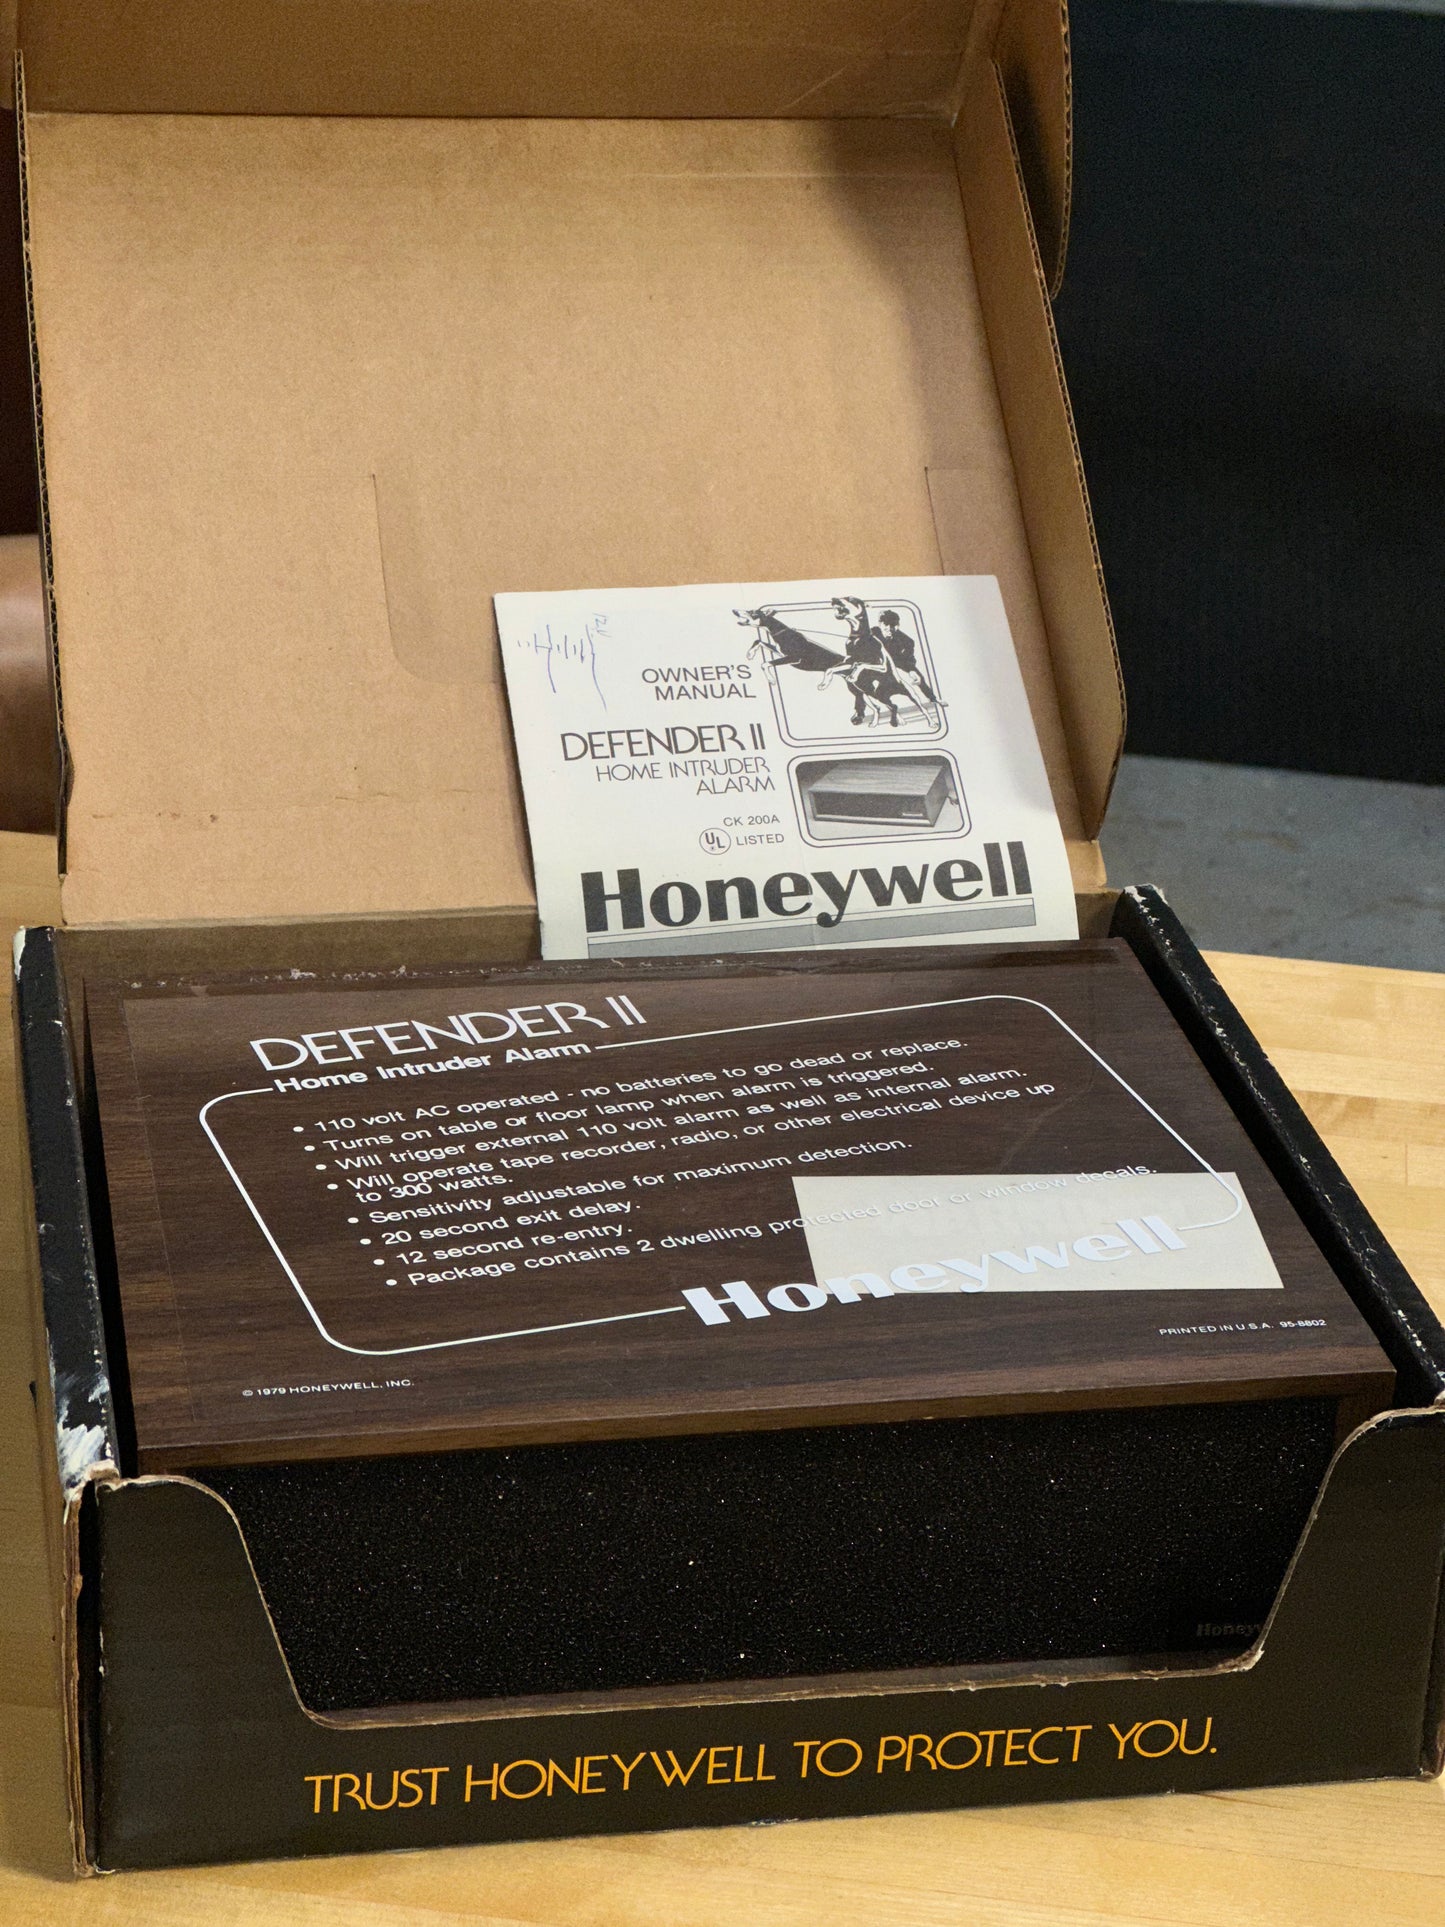 OWNER'S
MANUAL
DEFENDER II
HOME INTRUDER
ALARM
CK 200A
UL LISTED
Honeywell
DEFENDER II
Home Intruder Alarm
• 110 volt AC operated - no batteries to go dead or replace.
• Turns on table or floor lamp when alarm is triggered.
• Will trigger external 110 volt alarm as well as internal alarm.
• Will operate tape recorder, radio, or other electrical device up
to 300 watts.
• Sensitivity adjustable for maximum detection.
• 20 second exit delay.
• 12 second re-entry.
• Package contains 2 dwelling protected door or window decals.
Honeywell
© 1979 HONEYWELL, INC.
PRINTED IN U.S.A. 95-8802
Honeyw
TRUST HONEYWELL TO PROTECT YOU.